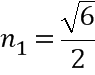 n₁ = √6/2